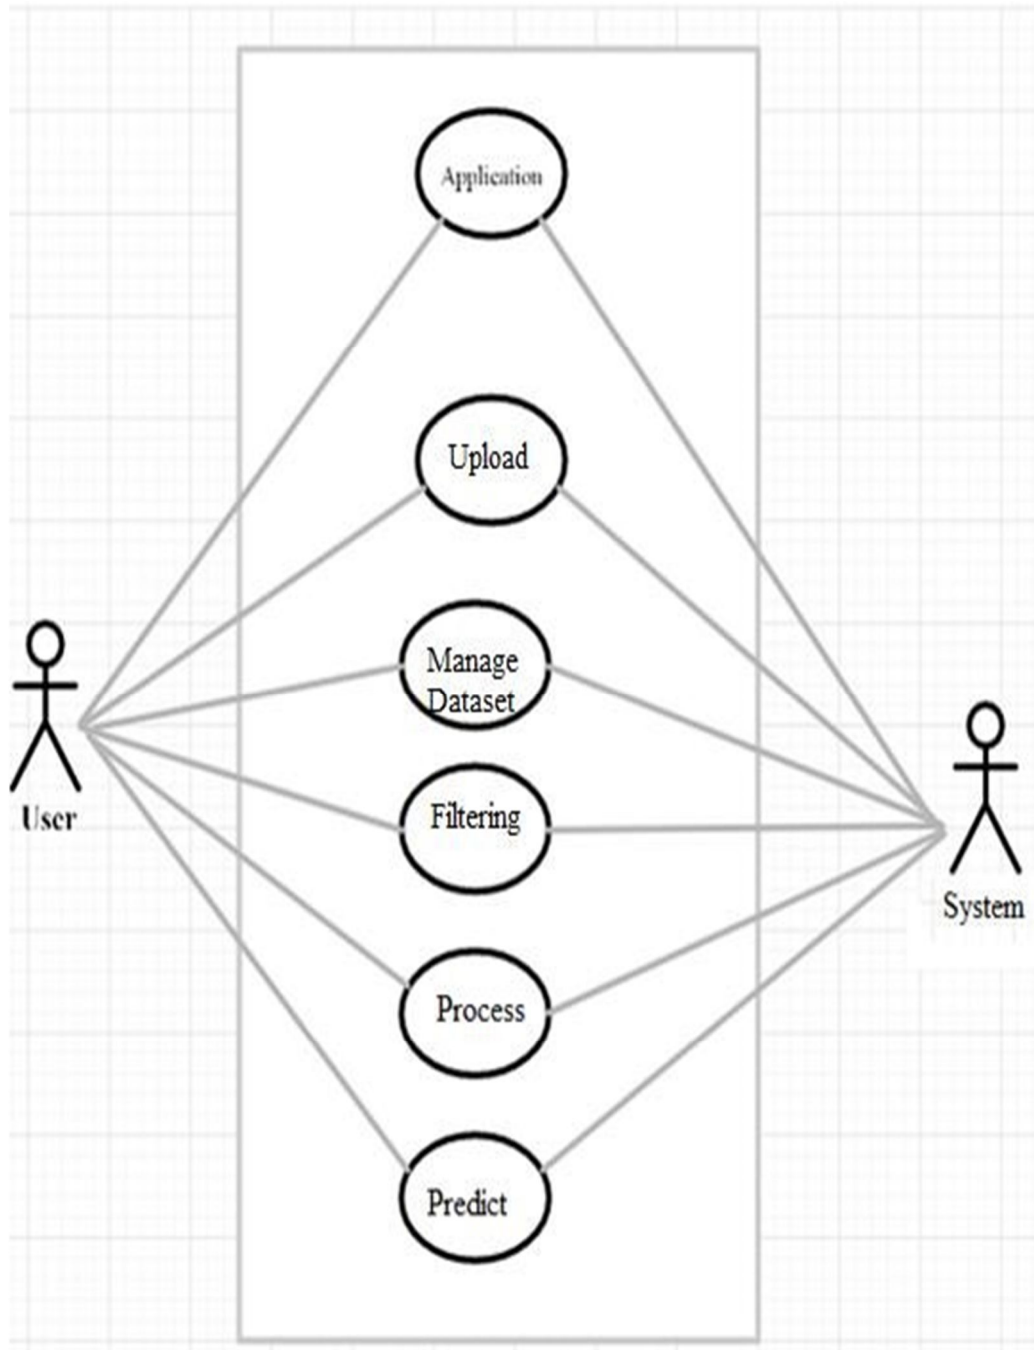 Application
Upload
Manage
Dataset
Filtering
Process
Predict
User
System